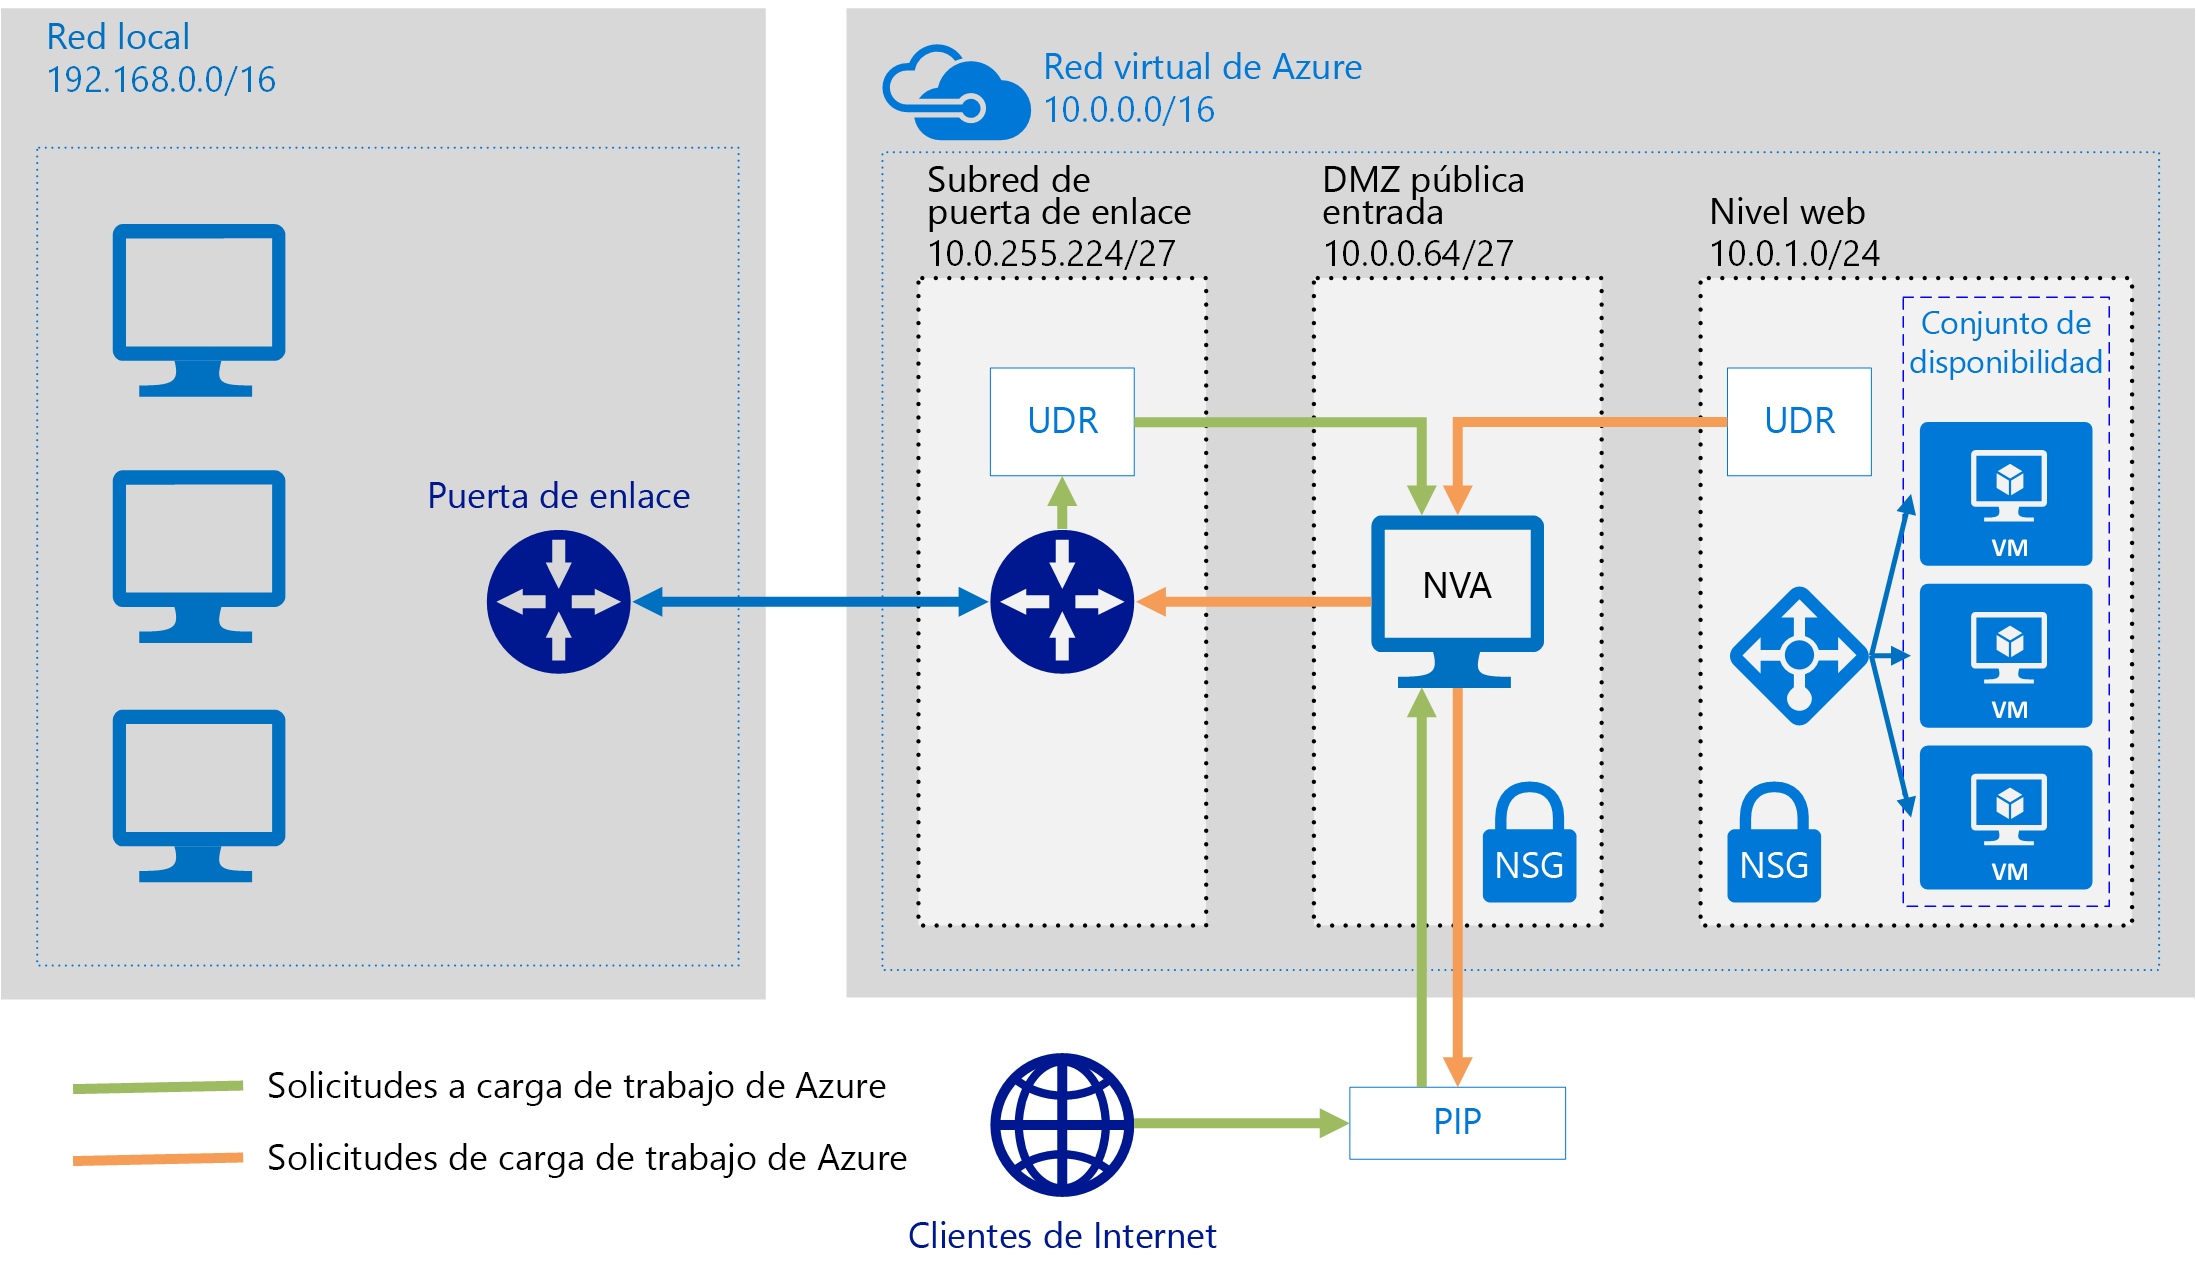 Red local
192.168.0.0/16
Red virtual de Azure
10.0.0.0/16
Subred de
puerta de enlace
10.0.255.224/27
DMZ pública
entrada
10.0.0.64/27
Nivel web
10.0.1.0/24
Conjunto de
disponibilidad
UDR
UDR
Puerta de enlace
NVA
VM
VM
VM
NSG
NSG
Solicitudes a carga de trabajo de Azure
Solicitudes de carga de trabajo de Azure
PIP
Clientes de Internet